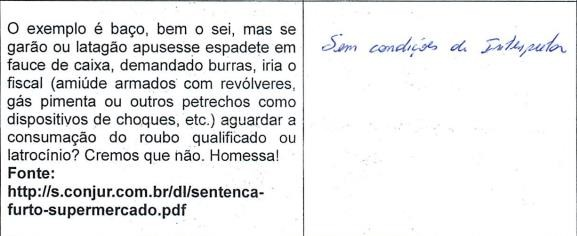 O exemplo é baço, bem o sei, mas se
garão ou latagão apusesse espadete em
fauce de caixa, demandado burras, iria o
fiscal (amiúde armados com revólveres,
gás pimenta ou outros petrechos como
dispositivos de choques, etc.) aguardar a
consumação do roubo qualificado ou
latrocínio? Cremos que não. Homessa!
Fonte:
http://s.conjur.com.br/dl/sentenca-
furto-supermercado.pdf
Sem condições de Interpretar